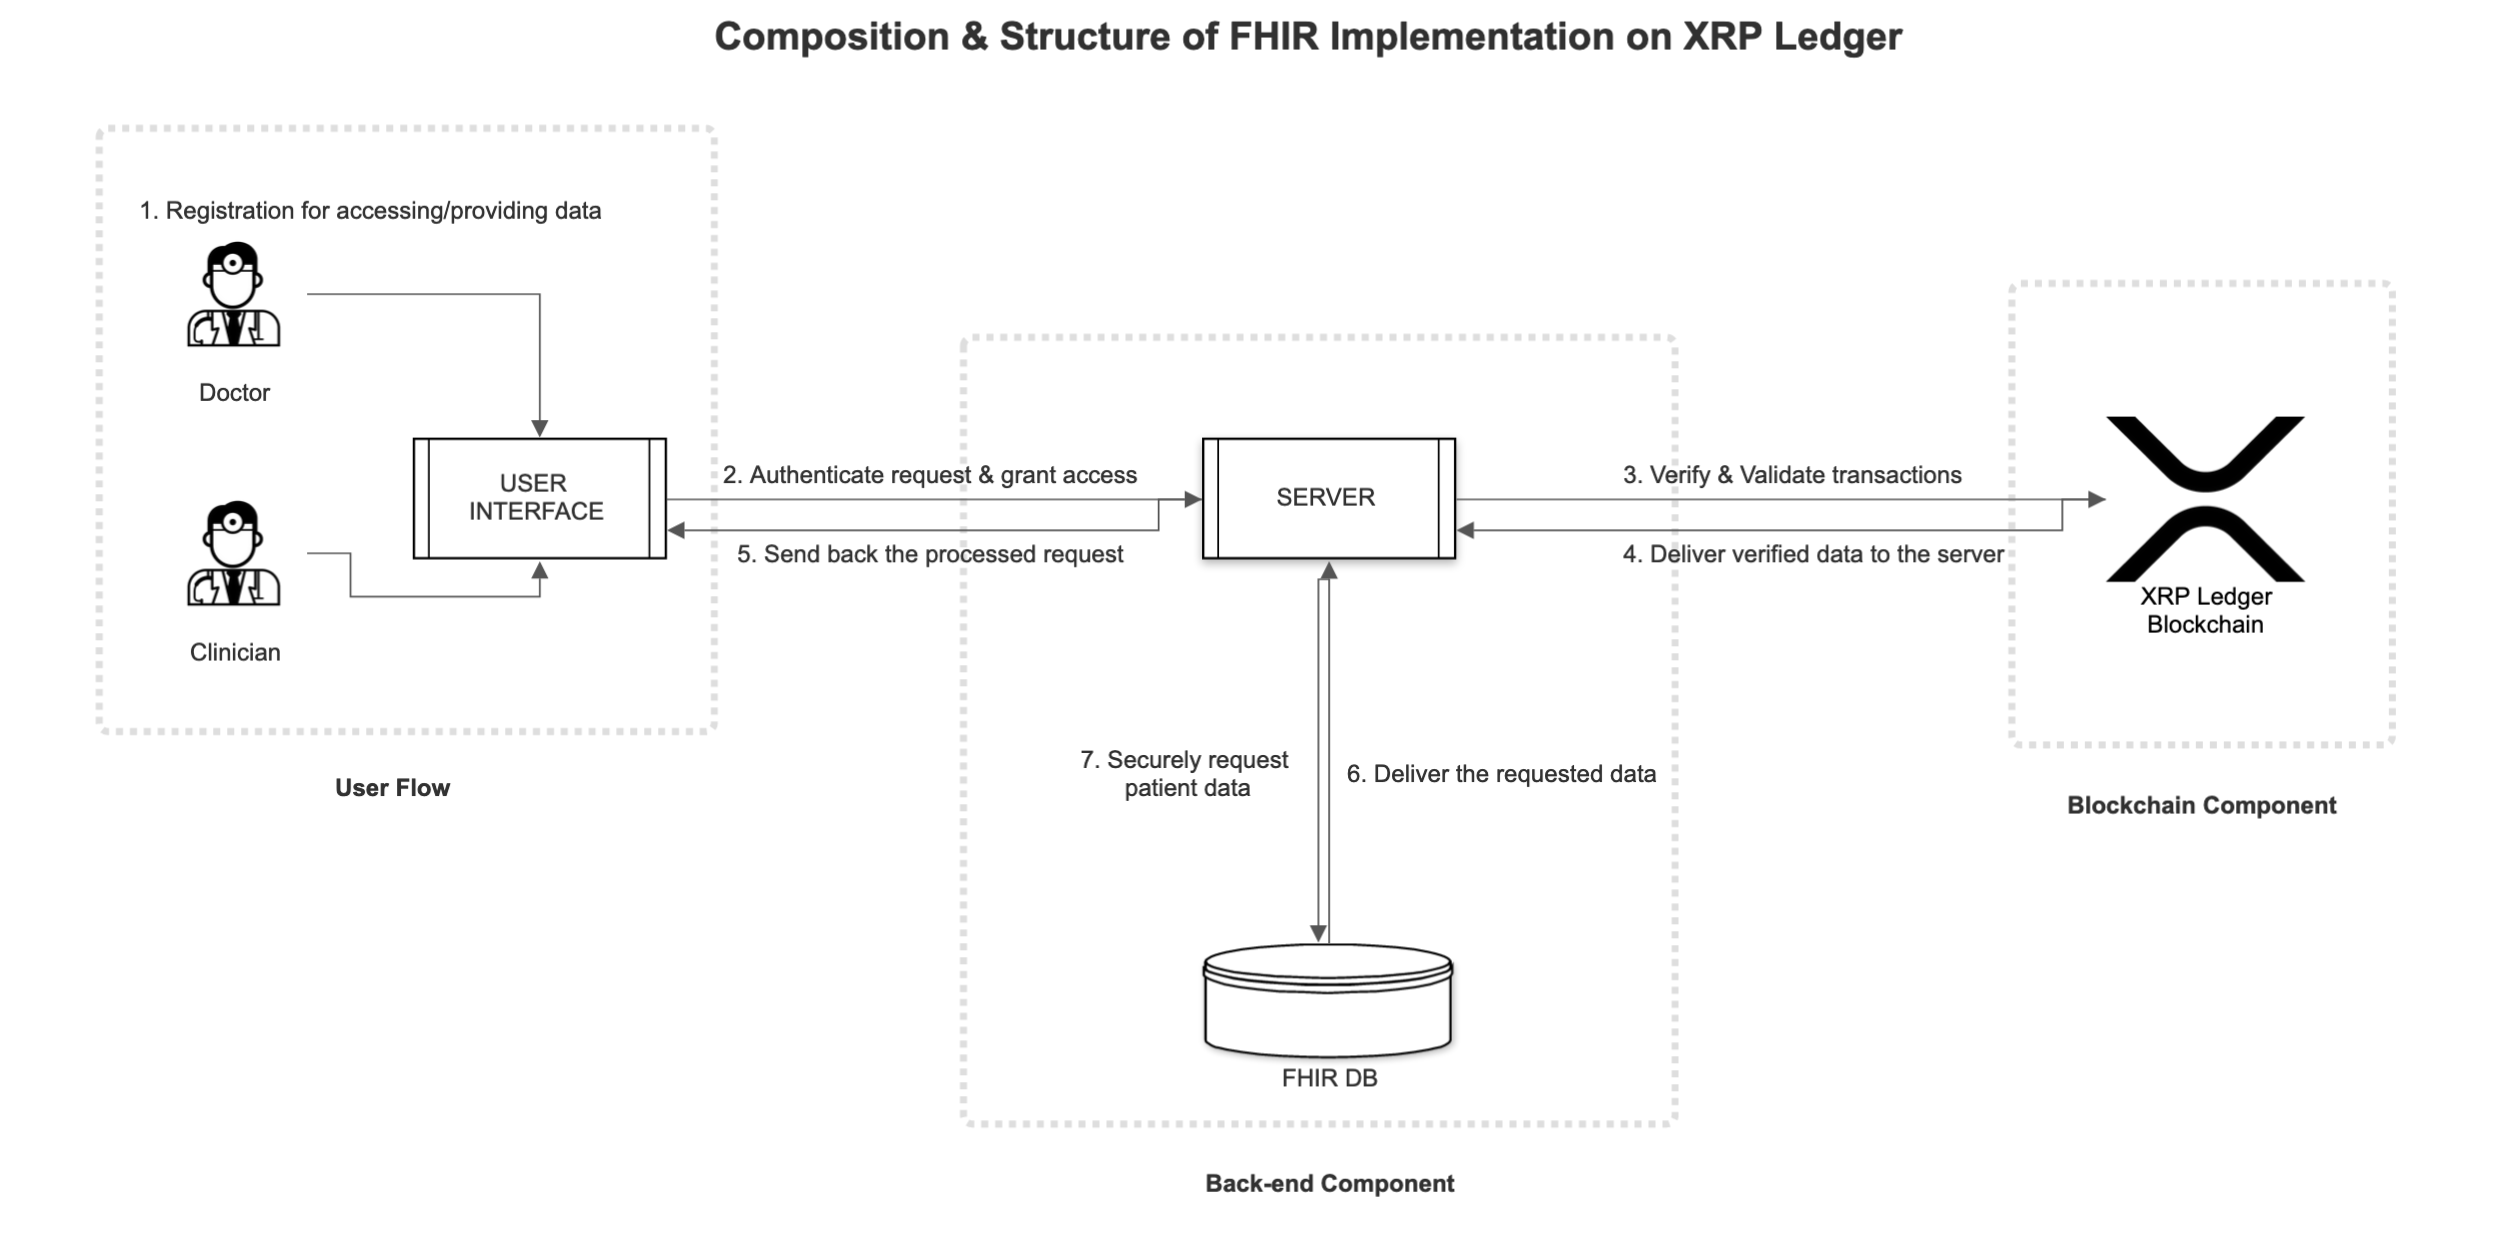 Composition & Structure of FHIR Implementation on XRP Ledger
1. Registration for accessing/providing data
Doctor
Clinician
USER
INTERFACE
User Flow
2. Authenticate request & grant access
5. Send back the processed request
SERVER
7. Securely request
patient data
6. Deliver the requested data
FHIR DB
Back-end Component
3. Verify & Validate transactions
4. Deliver verified data to the server
XRP Ledger
Blockchain
Blockchain Component